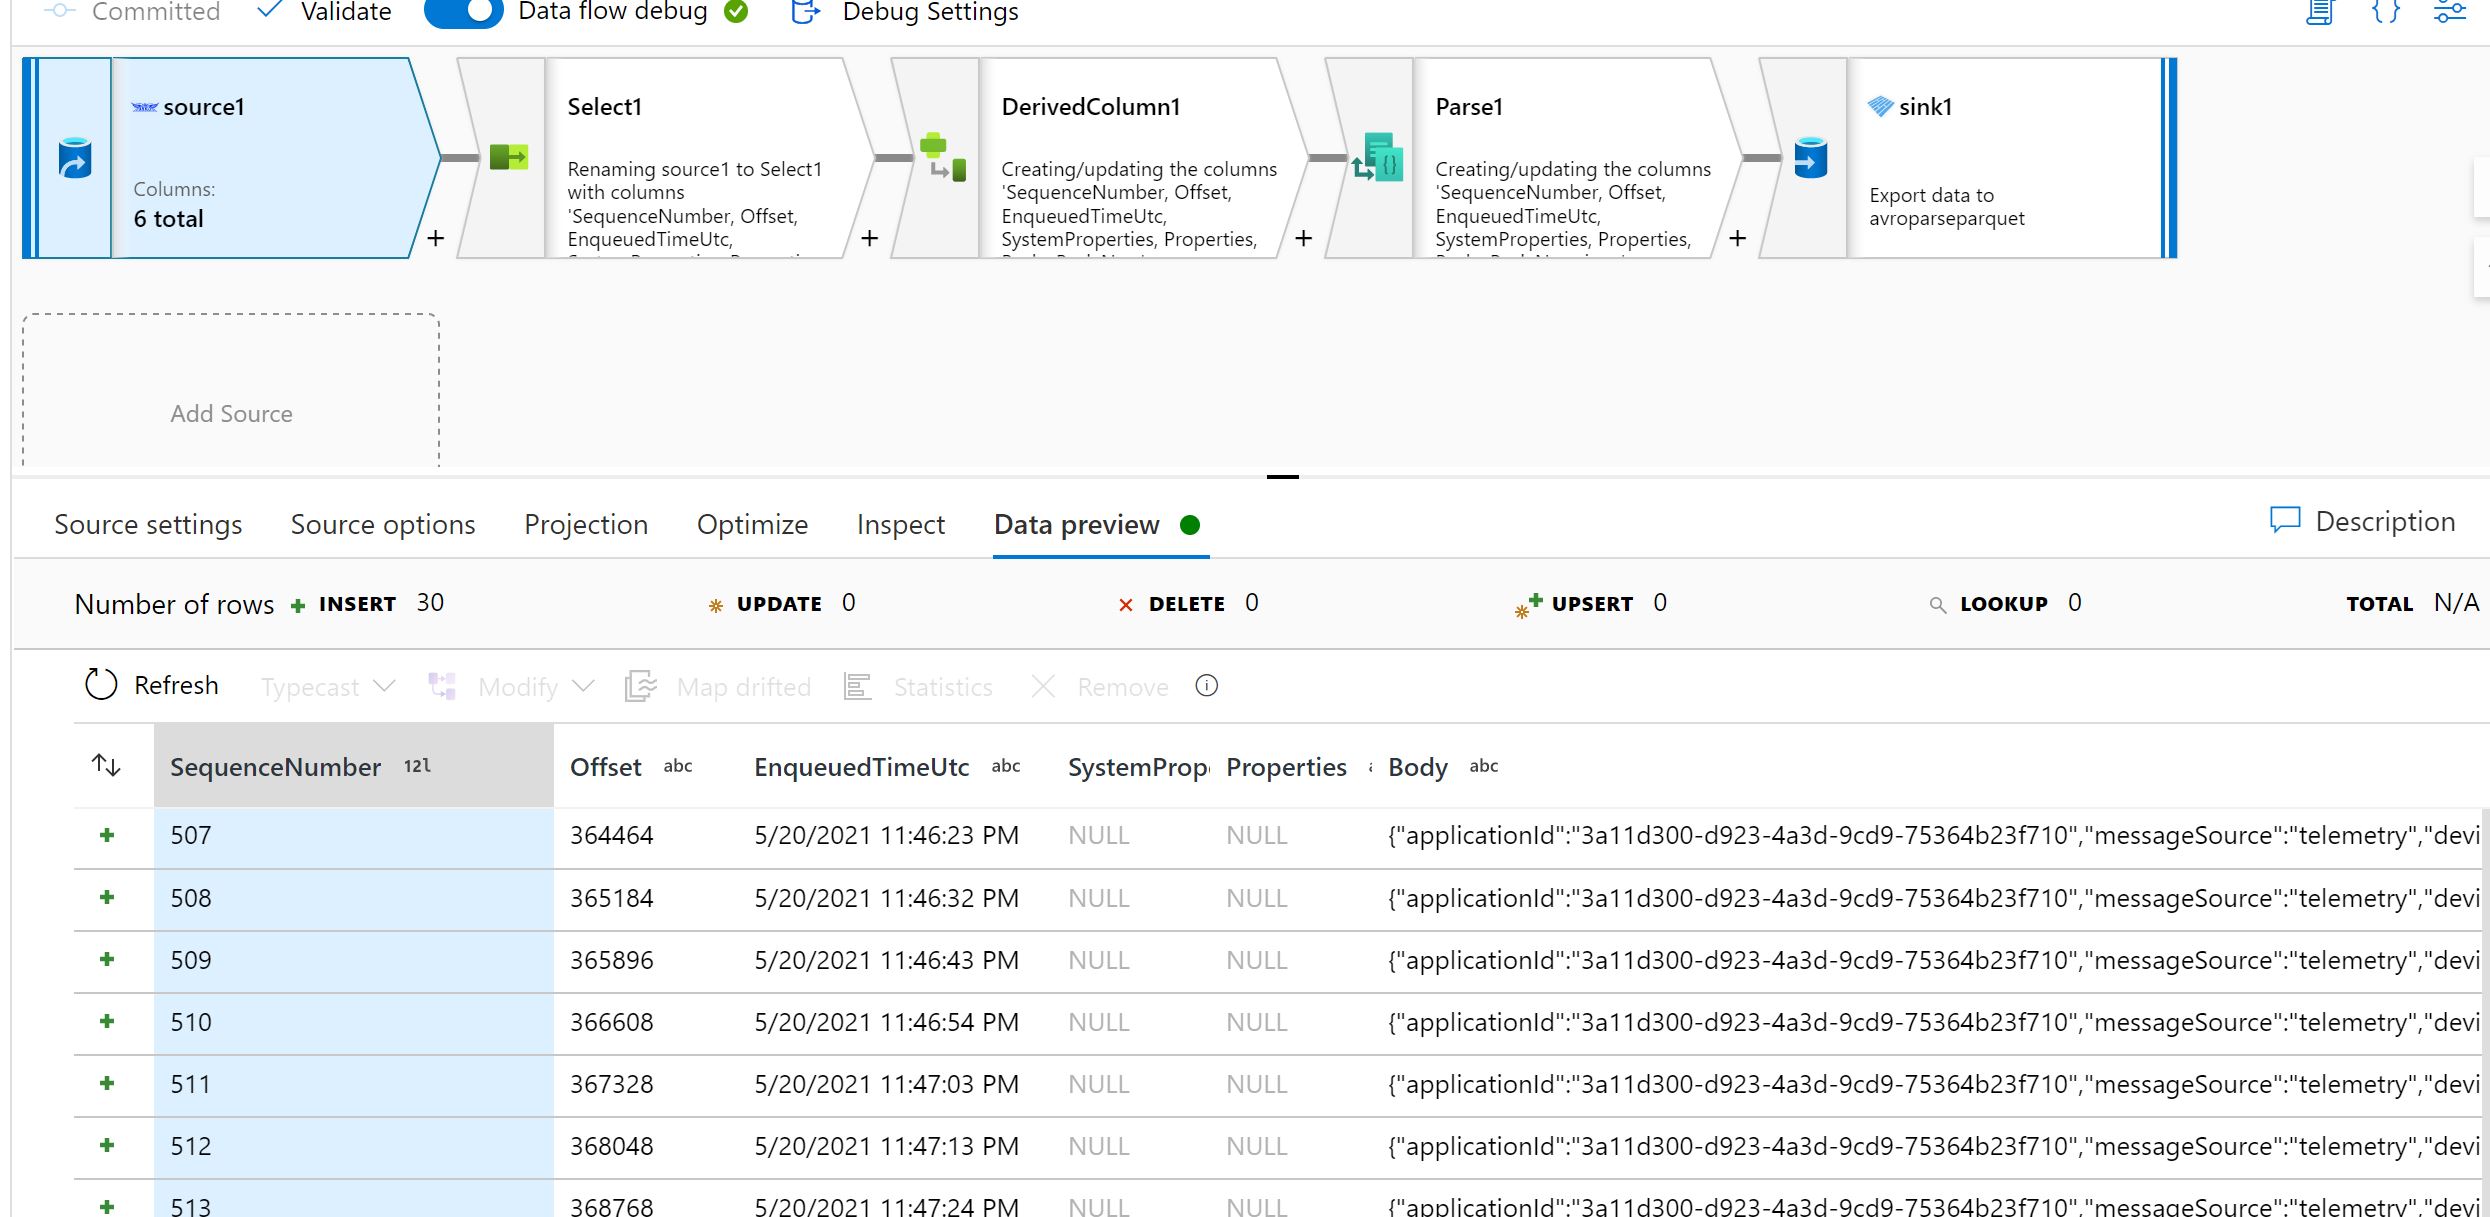 Committed Validate Data flow debug Debug Settings
source1
Columns:
6 total
+
Select1
Renaming source1 to Select1
with columns
'SequenceNumber, Offset,
EnqueuedTimeUtc,
+
DerivedColumn1
Creating/updating the columns
'SequenceNumber, Offset,
EnqueuedTimeUtc,
SystemProperties, Properties,
+
Parse1
Creating/updating the columns
'SequenceNumber, Offset,
EnqueuedTimeUtc,
SystemProperties, Properties,
+
sink1
Export data to
avroparseparquet
Add Source
Source settings Source options Projection Optimize Inspect Data preview Description
Number of rows INSERT 30 UPDATE 0 DELETE 0 UPSERT 0 LOOKUP 0 TOTAL N/A
Refresh Typecast Modify Map drifted Statistics Remove
SequenceNumber 12l Offset abc EnqueuedTimeUtc abc SystemProp Properties Body abc
507 364464 5/20/2021 11:46:23 PM NULL NULL {"applicationId":"3a11d300-d923-4a3d-9cd9-75364b23f710","messageSource":"telemetry","devi
508 365184 5/20/2021 11:46:32 PM NULL NULL {"applicationId":"3a11d300-d923-4a3d-9cd9-75364b23f710","messageSource":"telemetry","devi
509 365896 5/20/2021 11:46:43 PM NULL NULL {"applicationId":"3a11d300-d923-4a3d-9cd9-75364b23f710","messageSource":"telemetry","devi
510 366608 5/20/2021 11:46:54 PM NULL NULL {"applicationId":"3a11d300-d923-4a3d-9cd9-75364b23f710","messageSource":"telemetry","devi
511 367328 5/20/2021 11:47:03 PM NULL NULL {"applicationId":"3a11d300-d923-4a3d-9cd9-75364b23f710","messageSource":"telemetry","devi
512 368048 5/20/2021 11:47:13 PM NULL NULL {"applicationId":"3a11d300-d923-4a3d-9cd9-75364b23f710","messageSource":"telemetry","devi
513 368768 5/20/2021 11:47:24 PM NULL NULL {"applicationId":"3a11d300-d923-4a3d-9cd9-75364b23f710","messageSource":"telemetry","devi